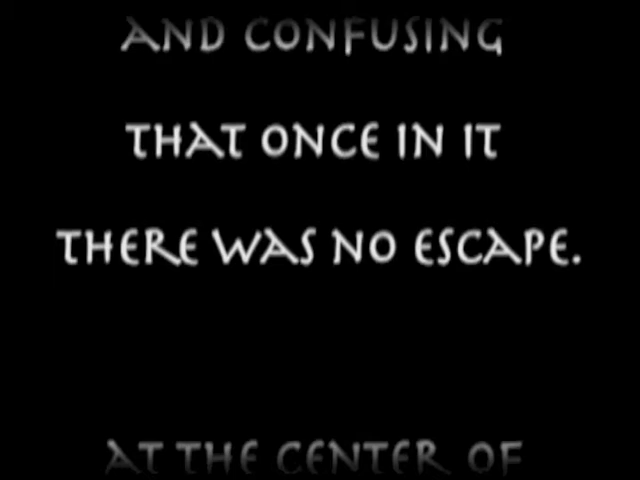 AND CONFUSING
THAT ONCE IN IT
THERE WAS NO ESCAPE.
AT THE CENTER OF